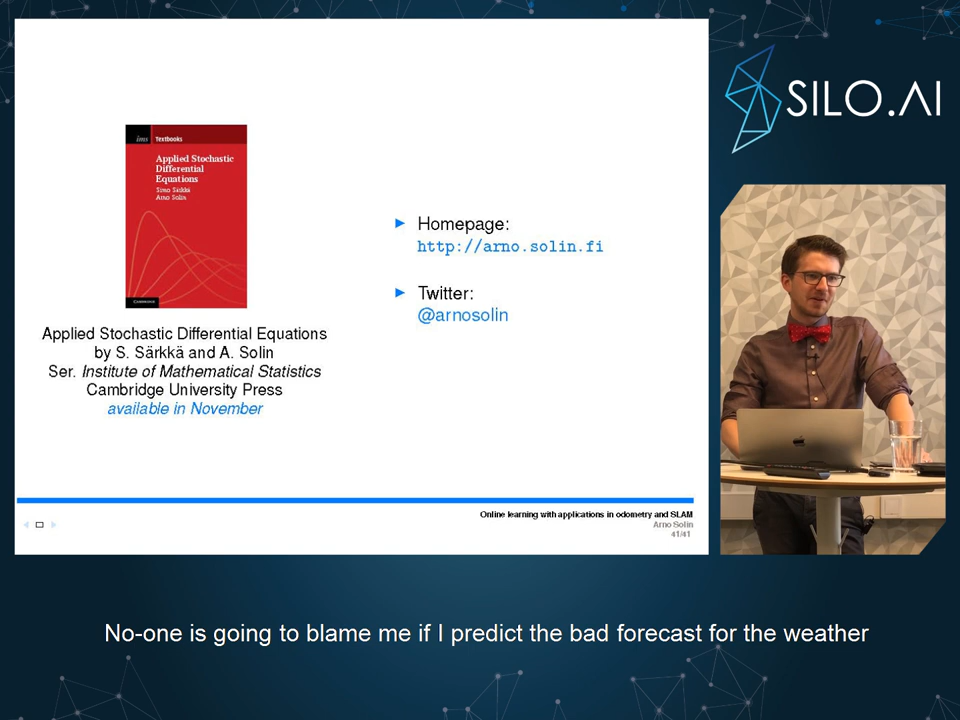 ims Textbooks
Applied Stochastic
Differential
Equations
Simo Särkkä
Arno Solin
CAMBRIDGE
Applied Stochastic Differential Equations
by S. Särkkä and A. Solin
Ser. Institute of Mathematical Statistics
Cambridge University Press
available in November
Homepage:
http://arno.solin.fi
Twitter:
@arnosolin
Online learning with applications in odometry and SLAM
Arno Solin
41/41
SILO.AI
No-one is going to blame me if I predict the bad forecast for the weather